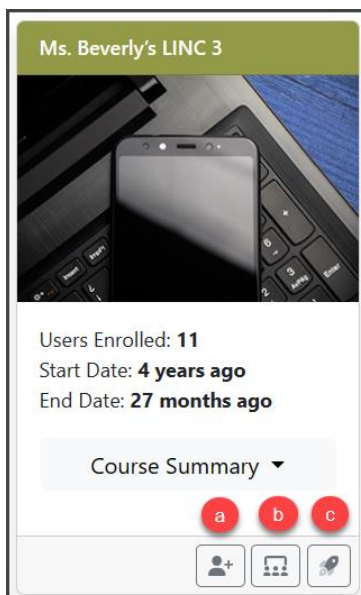 Ms. Beverly’s LINC 3
Users Enrolled: 11
Start Date: 4 years ago
End Date: 27 months ago
Course Summary
a
b
c